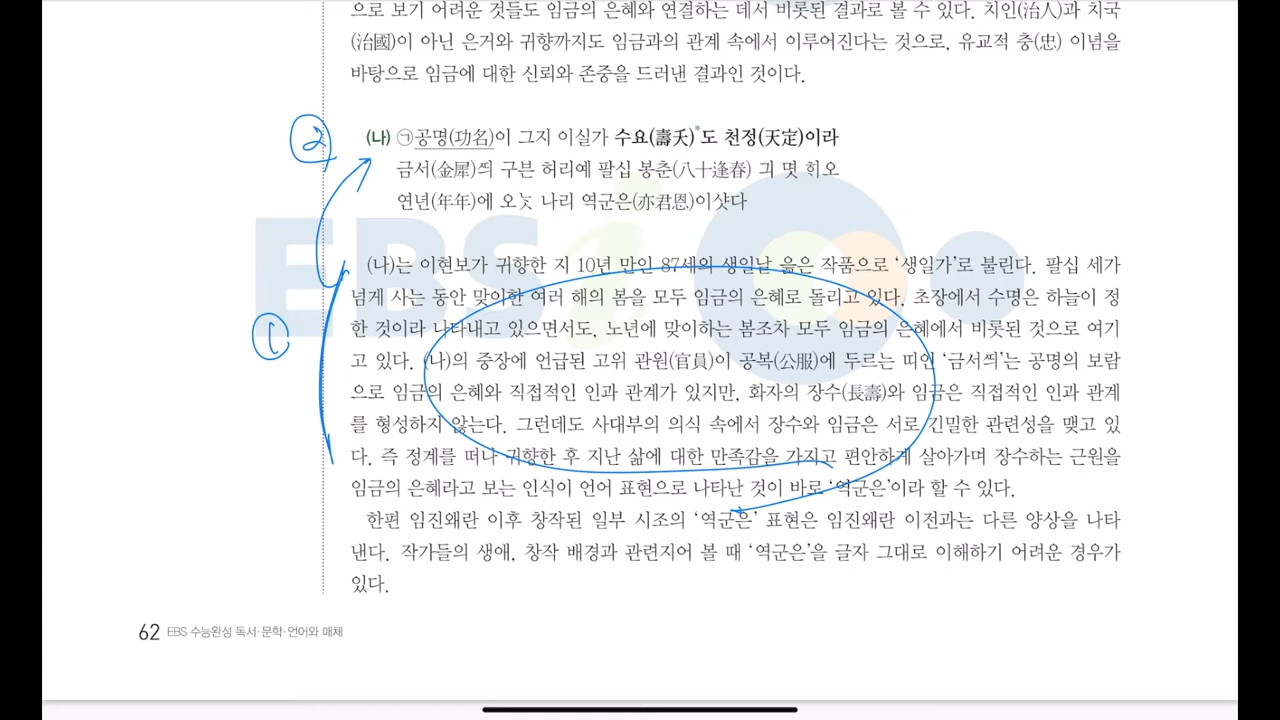 으로 보기 어려운 것들도 임금의 은혜와 연결하는 데서 비롯된 결과로 볼 수 있다. 치인(治人)과 치국
(治國)이 아닌 은거와 귀향까지도 임금과의 관계 속에서 이루어진다는 것으로, 유교적 충(忠) 이념을
바탕으로 임금에 대한 신뢰와 존중을 드러낸 결과인 것이다.
② (나) ㉠공명(功名)이 그지 이실가 수요(壽夭)*도 천정(天定)이라
금서(金犀)씌 구븐 허리예 팔십 봉춘(八十逢春) 긔 몃 ᄒᆡ오
연년(年年)에 오ᄂᆞᆺ 나리 역군은(亦君恩)이샷다
(나)는 이현보가 귀향한 지 10년 만인 87세의 생일날 읊은 작품으로 ‘생일가’로 불린다. 팔십 세가
넘게 사는 동안 맞이한 여러 해의 봄을 모두 임금의 은혜로 돌리고 있다. 초장에서 수명은 하늘이 정
① 한 것이라 나타내고 있으면서도, 노년에 맞이하는 봄조차 모두 임금의 은혜에서 비롯된 것으로 여기
고 있다. (나)의 중장에 언급된 고위 관원(官員)이 공복(公服)에 두르는 띠인 ‘금서씌’는 공명의 보람
으로 임금의 은혜와 직접적인 인과 관계가 있지만, 화자의 장수(長壽)와 임금은 직접적인 인과 관계
를 형성하지 않는다. 그런데도 사대부의 의식 속에서 장수와 임금은 서로 긴밀한 관련성을 맺고 있
다. 즉 정계를 떠나 귀향한 후 지난 삶에 대한 만족감을 가지고 편안하게 살아가며 장수하는 근원을
임금의 은혜라고 보는 인식이 언어 표현으로 나타난 것이 바로 ‘역군은’이라 할 수 있다.
한편 임진왜란 이후 창작된 일부 시조의 ‘역군은’ 표현은 임진왜란 이전과는 다른 양상을 나타
낸다. 작가들의 생애, 창작 배경과 관련지어 볼 때 ‘역군은’을 글자 그대로 이해하기 어려운 경우가
있다.
62 EBS 수능완성 독서·문학·언어와 매체
EBSi